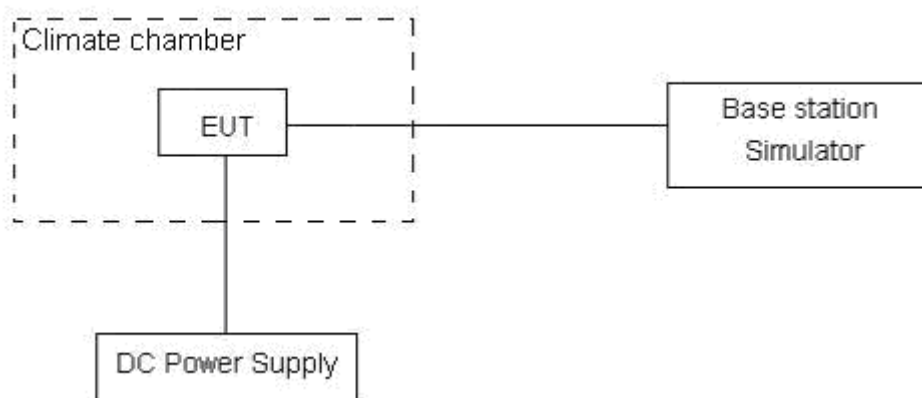 Climate chamber
EUT
Base station
Simulator
DC Power Supply